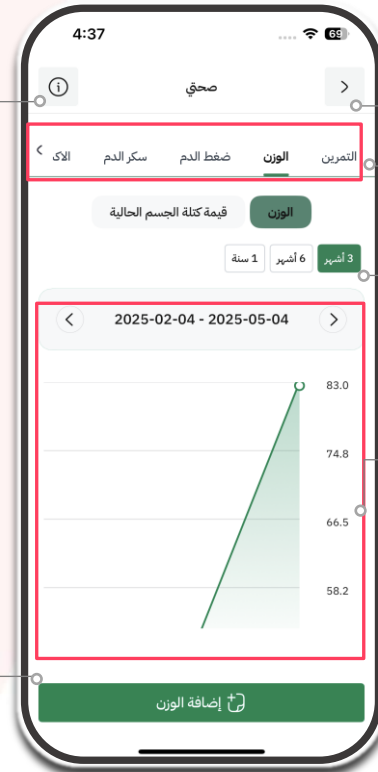 4:37
69
صحتي
التمرين الوزن ضغط الدم سكر الدم الاك
الوزن قيمة كتلة الجسم الحالية
3 أشهر 6 أشهر 1 سنة
2025-02-04 - 2025-05-04
83.0
74.8
66.5
58.2
إضافة الوزن